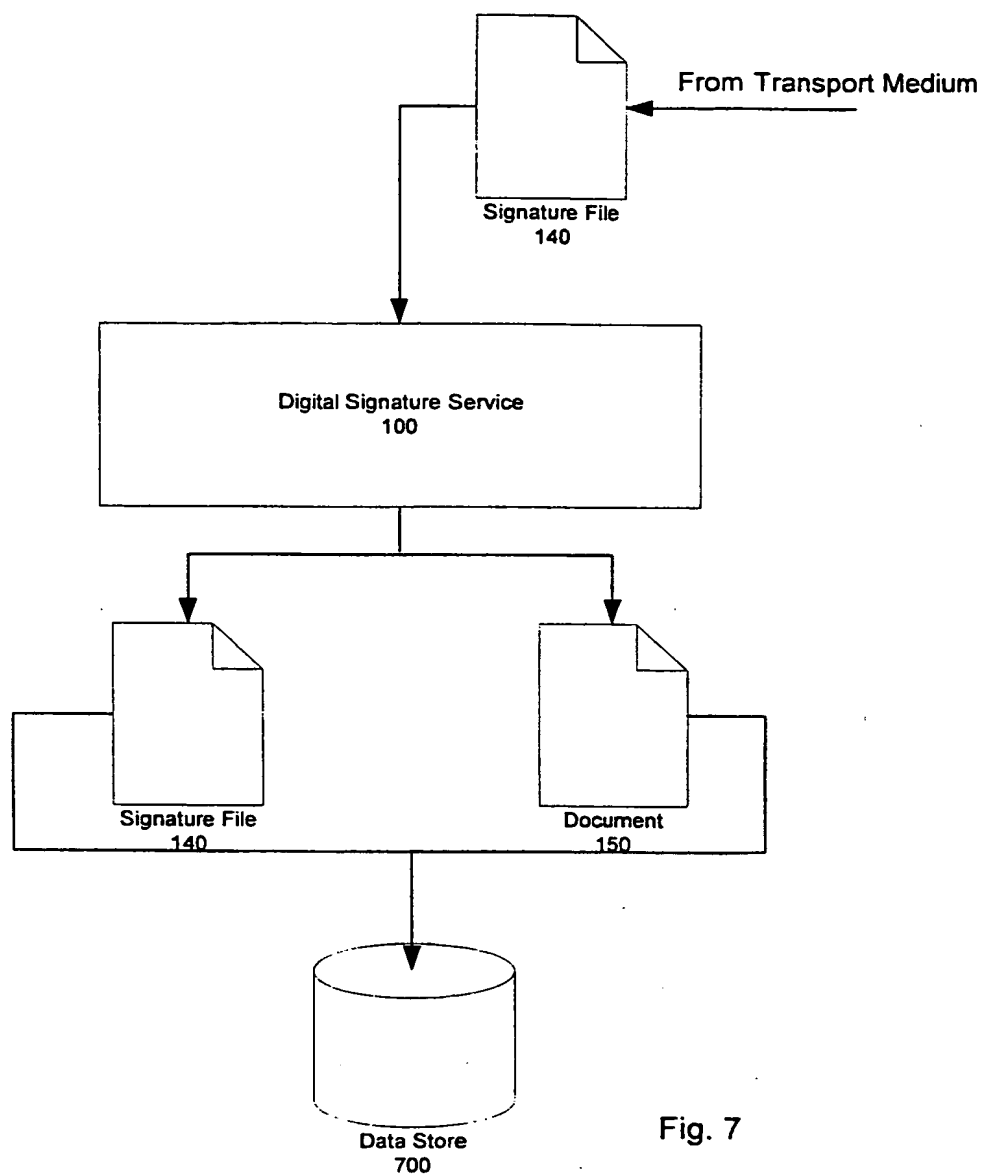 From Transport Medium
Signature File
140
Digital Signature Service
100
Signature File
140
Document
150
Data Store
700
Fig. 7